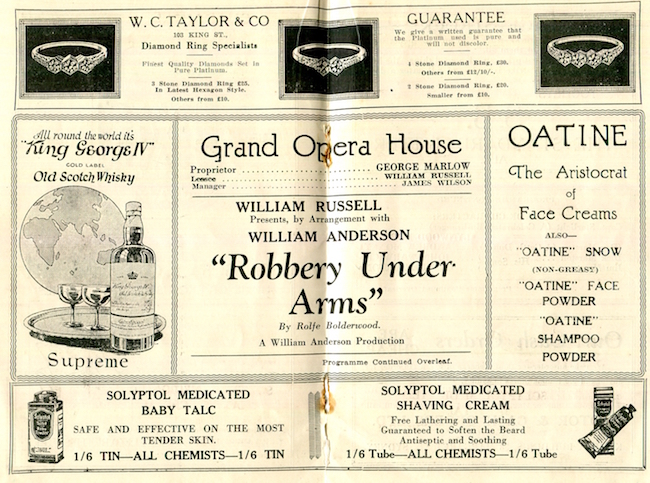 W. C. TAYLOR & CO
103 KING ST.,
Diamond Ring Specialists
Finest Quality Diamonds Set in
Pure Platinum.
3 Stone Diamond Ring £25.
In Latest Hexagon Style.
Others from £10.
GUARANTEE
We give a written guarantee that
the Platinum used is pure and
will not discolor.
4 Stone Diamond Ring, £30.
Others from £12/10/-.
2 Stone Diamond Ring, £20.
Smaller from £10.
All round the world it's
"King George IV"
GOLD LABEL
Old Scotch Whisky
King George IV
Supreme
Grand Opera House
Proprietor ........ GEORGE MARLOW
Lessee ........ WILLIAM RUSSELL
Manager ........ JAMES WILSON
WILLIAM RUSSELL
Presents, by Arrangement with
WILLIAM ANDERSON
"Robbery Under
Arms"
By Rolfe Bolderwood.
A William Anderson Production
Programme Continued Overleaf.
OATINE
The Aristocrat
of
Face Creams
ALSO—
"OATINE" SNOW
(NON-GREASY)
"OATINE" FACE
POWDER
"OATINE"
SHAMPOO
POWDER
SOLYPTOL MEDICATED
BABY TALC
SAFE AND EFFECTIVE ON THE MOST
TENDER SKIN.
1/6 TIN—ALL CHEMISTS—1/6 TIN
SOLYPTOL MEDICATED
SHAVING CREAM
Free Lathering and Lasting
Guaranteed to Soften the Beard
Antiseptic and Soothing
1/6 Tube—ALL CHEMISTS—1/6 Tube